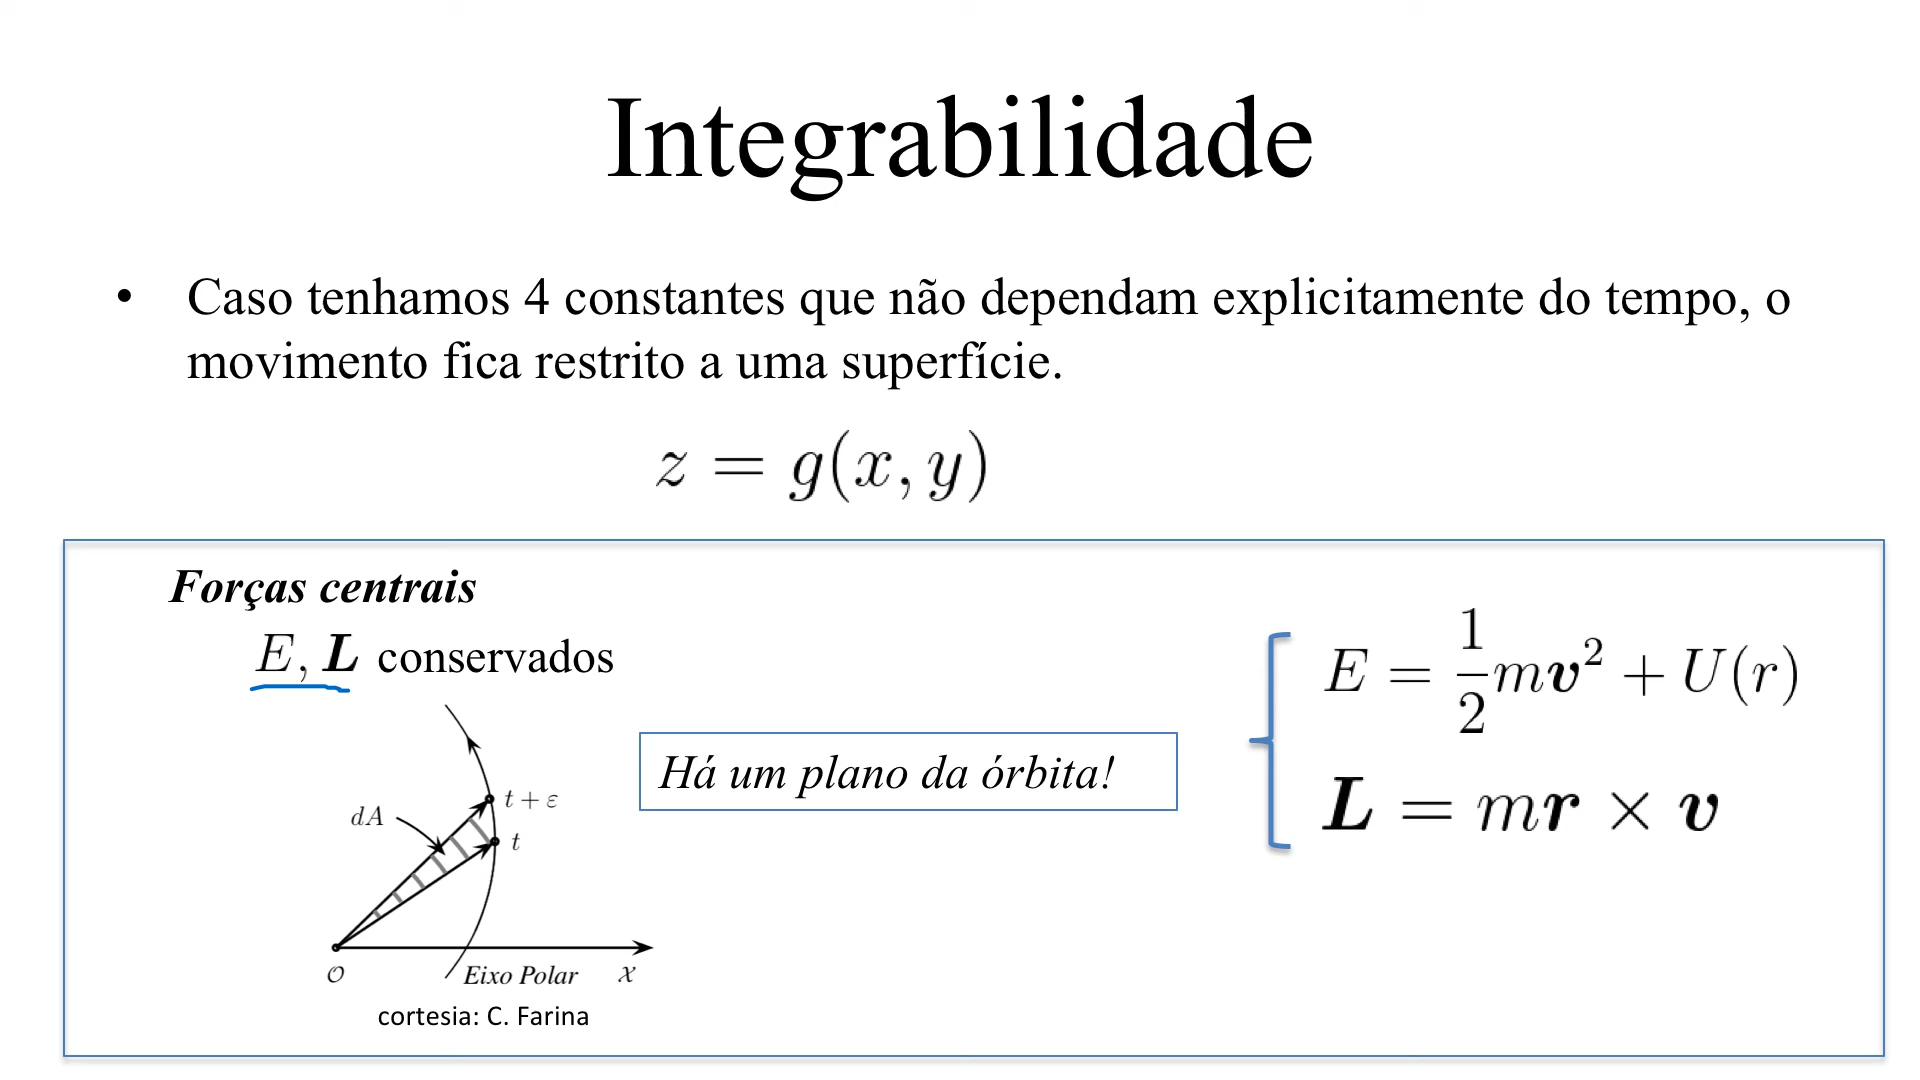 Integrabilidade
• Caso tenhamos 4 constantes que não dependam explicitamente do tempo, o
movimento fica restrito a uma superfície.
z = g(x, y)
Forças centrais
E, L conservados
E = 1/2 mv² + U(r)
Há um plano da órbita!
L = mr × v
t + ε
dA
t
O
Eixo Polar
x
cortesia: C. Farina